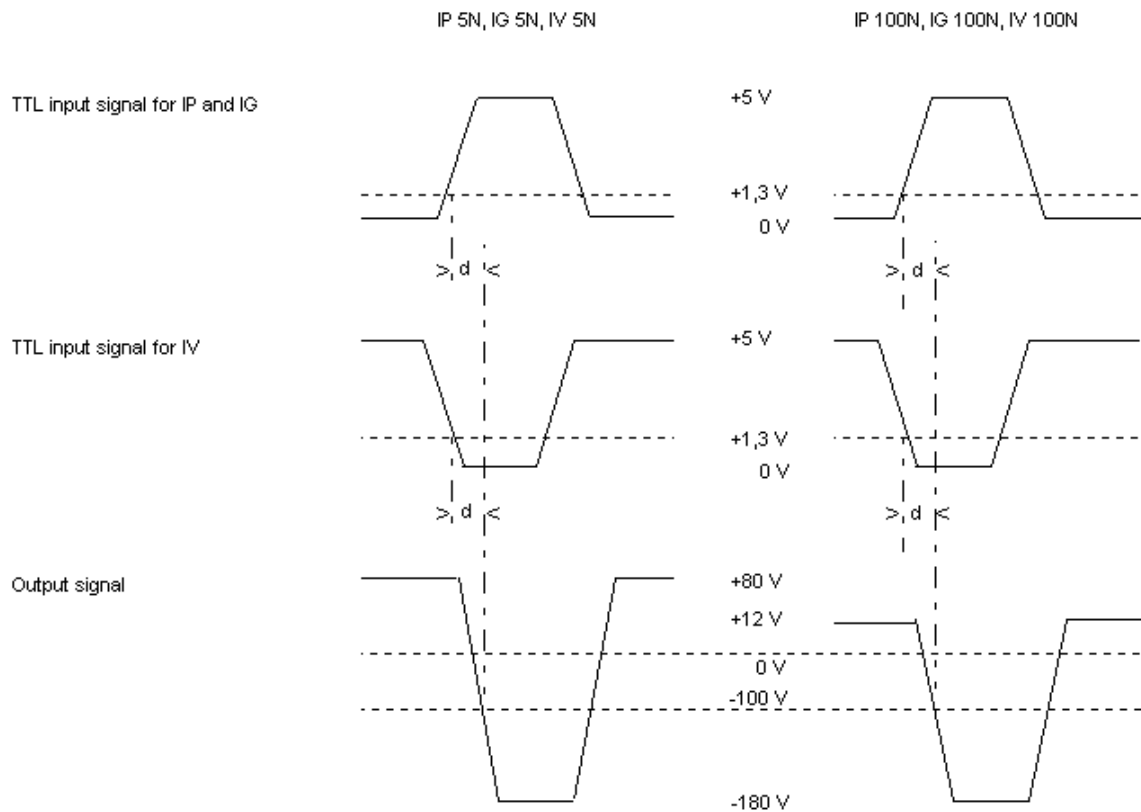 IP 5N, IG 5N, IV 5N
IP 100N, IG 100N, IV 100N
TTL input signal for IP and IG
+5 V
+1,3 V
0 V
> d <
> d <
TTL input signal for IV
+5 V
+1,3 V
0 V
> d <
> d <
Output signal
+80 V
+12 V
0 V
-100 V
-180 V